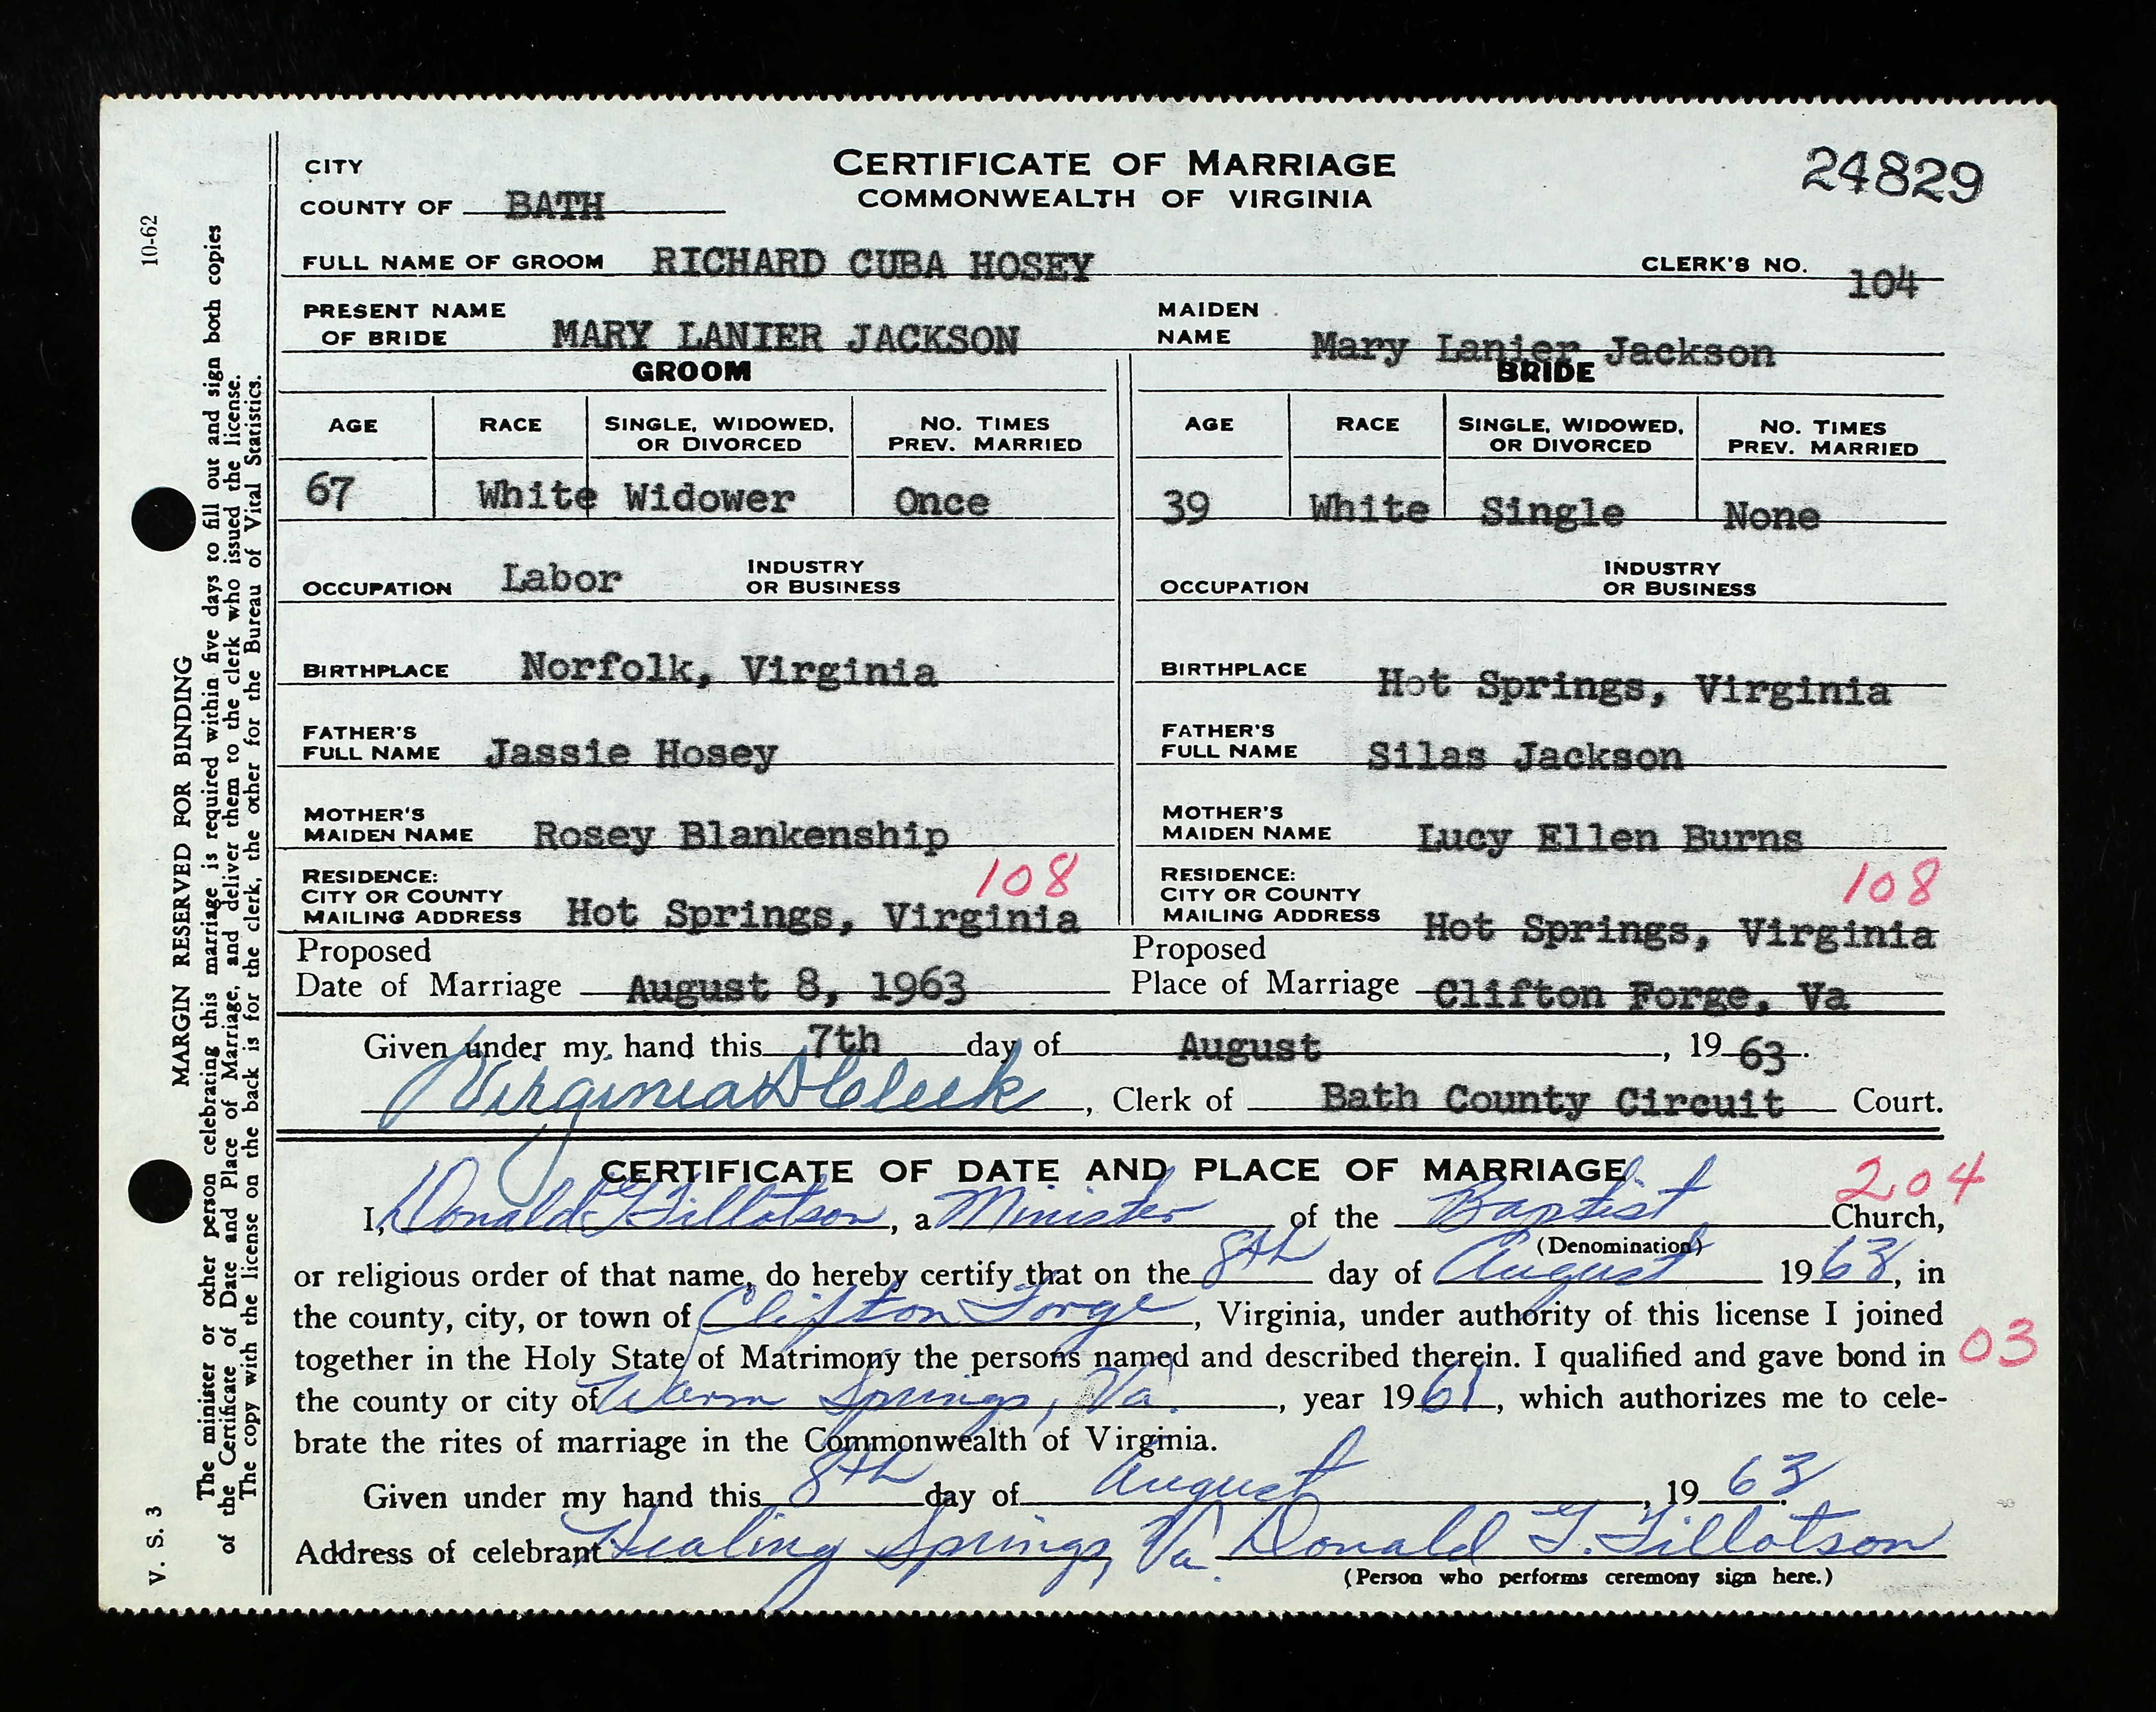 CITY
CERTIFICATE OF MARRIAGE
24829
COUNTY OF BATH
COMMONWEALTH OF VIRGINIA
FULL NAME OF GROOM RICHARD CUBA HOSEY CLERK'S NO. 104
PRESENT NAME OF BRIDE MARY LANIER JACKSON
MAIDEN NAME Mary Lanier Jackson
GROOM
BRIDE
AGE RACE SINGLE, WIDOWED, OR DIVORCED NO. TIMES PREV. MARRIED
67 White Widower Once
AGE RACE SINGLE, WIDOWED, OR DIVORCED NO. TIMES PREV. MARRIED
39 White Single None
OCCUPATION Labor INDUSTRY OR BUSINESS
OCCUPATION INDUSTRY OR BUSINESS
BIRTHPLACE Norfolk, Virginia
BIRTHPLACE Hot Springs, Virginia
FATHER'S FULL NAME Jassie Hosey
FATHER'S FULL NAME Silas Jackson
MOTHER'S MAIDEN NAME Rosey Blankenship
MOTHER'S MAIDEN NAME Lucy Ellen Burns
RESIDENCE:
CITY OR COUNTY 108
MAILING ADDRESS Hot Springs, Virginia
RESIDENCE:
CITY OR COUNTY 108
MAILING ADDRESS Hot Springs, Virginia
Proposed
Date of Marriage August 8, 1963
Proposed
Place of Marriage Clifton Forge, Va
Given under my hand this 7th day of August, 1963.
Virginia D Cleek, Clerk of Bath County Circuit Court.
CERTIFICATE OF DATE AND PLACE OF MARRIAGE
204
I, Donald G Tillotson, a Minister of the Baptist Church,
(Denomination)
or religious order of that name, do hereby certify that on the 8th day of August 1963, in
the county, city, or town of Clifton Forge, Virginia, under authority of this license I joined
together in the Holy State of Matrimony the persons named and described therein. I qualified and gave bond in 03
the county or city of Warm Springs, Va., year 1961, which authorizes me to cele-
brate the rites of marriage in the Commonwealth of Virginia.
Given under my hand this 8th day of August, 1963.
Address of celebrant Healing Springs, Va. Donald G. Tillotson
(Person who performs ceremony sign here.)
10-62
MARGIN RESERVED FOR BINDING
The minister or other person celebrating this marriage is required within five days to fill out and sign both copies
of the Certificate of Date and Place of Marriage, and deliver them to the clerk who issued the license.
The copy with the license on the back is for the clerk, the other for the Bureau of Vital Statistics.
V. S. 3